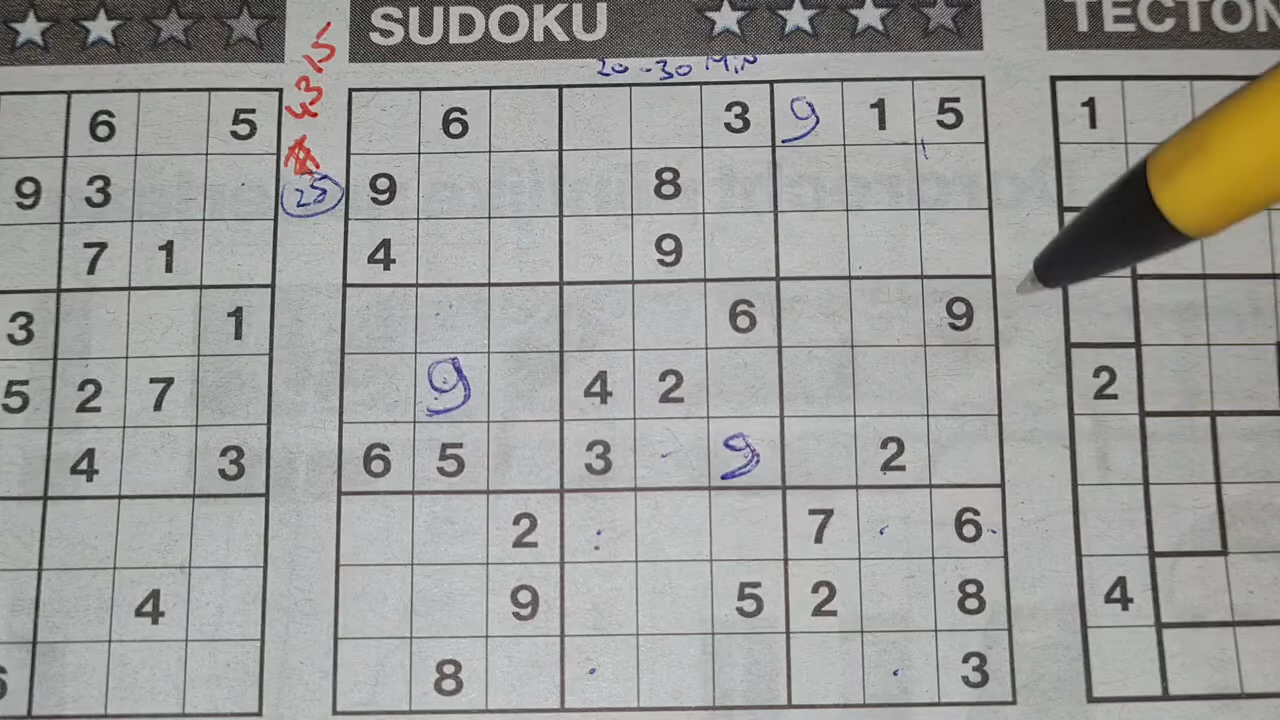 SUDOKU
TECTON
20-30 Min
# 4315
25
6 5
9 3
7 1
3 1
5 2 7
4 3
4
6
6 3 9 1 5
9 8
4 9
6 9
9 4 2
6 5 3 9 2
2 7 6
9 5 2 8
8 3
1
2
4